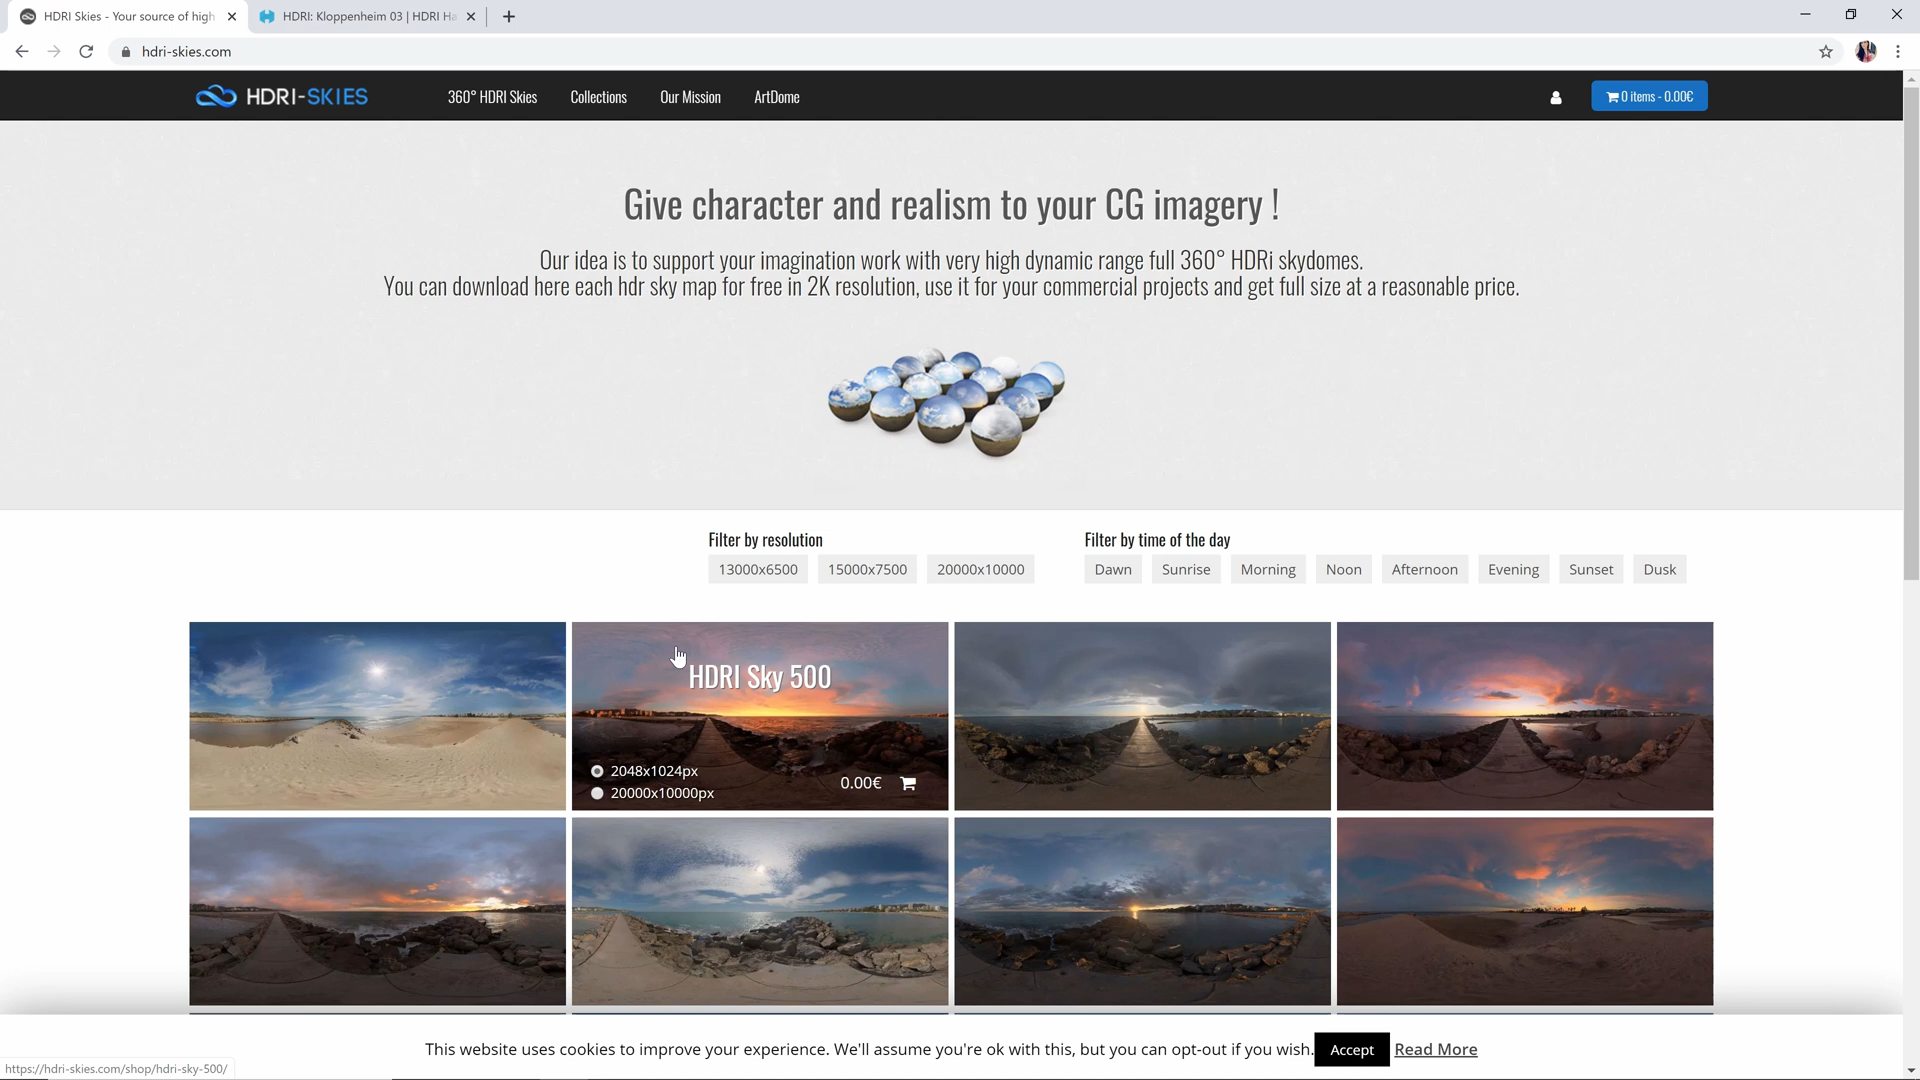 HDRI Skies - Your source of high
HDRI: Kloppenheim 03 | HDRI Ha
hdri-skies.com
HDRI-SKIES
360° HDRI Skies
Collections
Our Mission
ArtDome
0 items - 0.00€
Give character and realism to your CG imagery !
Our idea is to support your imagination work with very high dynamic range full 360° HDRi skydomes.
You can download here each hdr sky map for free in 2K resolution, use it for your commercial projects and get full size at a reasonable price.
Filter by resolution
13000x6500
15000x7500
20000x10000
Filter by time of the day
Dawn
Sunrise
Morning
Noon
Afternoon
Evening
Sunset
Dusk
HDRI Sky 500
2048x1024px
20000x10000px
0.00€
This website uses cookies to improve your experience. We'll assume you're ok with this, but you can opt-out if you wish.
Accept
Read More
https://hdri-skies.com/shop/hdri-sky-500/